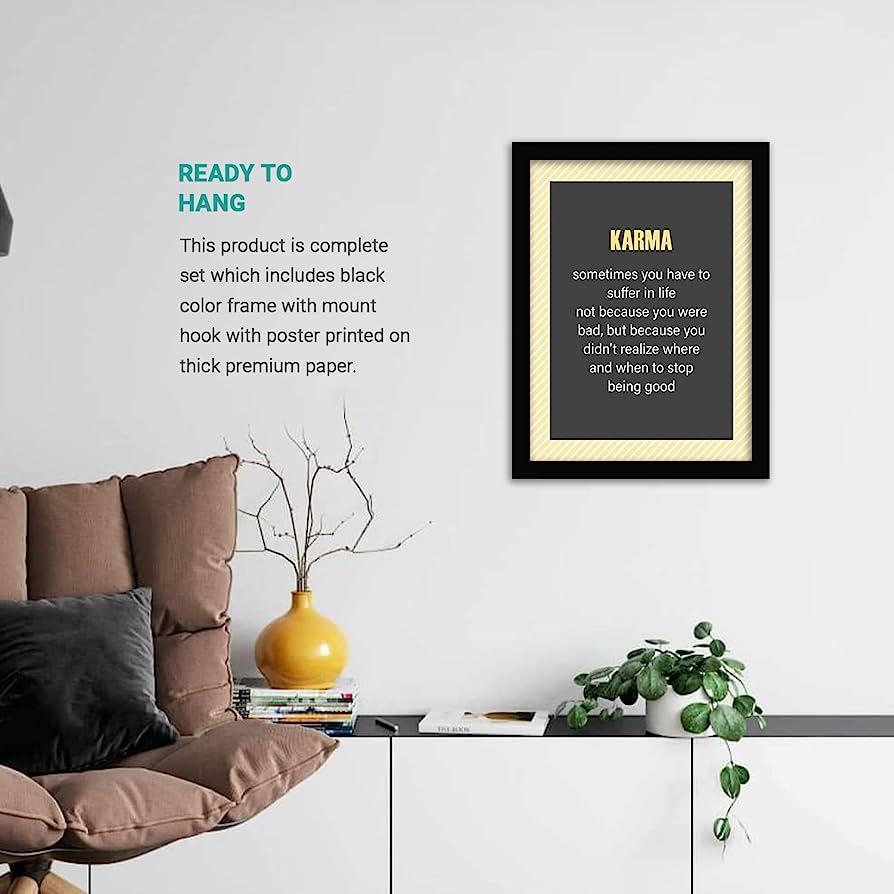 READY TO
HANG
This product is complete
set which includes black
color frame with mount
hook with poster printed on
thick premium paper.
KARMA
sometimes you have to
suffer in life
not because you were
bad, but because you
didn't realize where
and when to stop
being good
THE BOOK